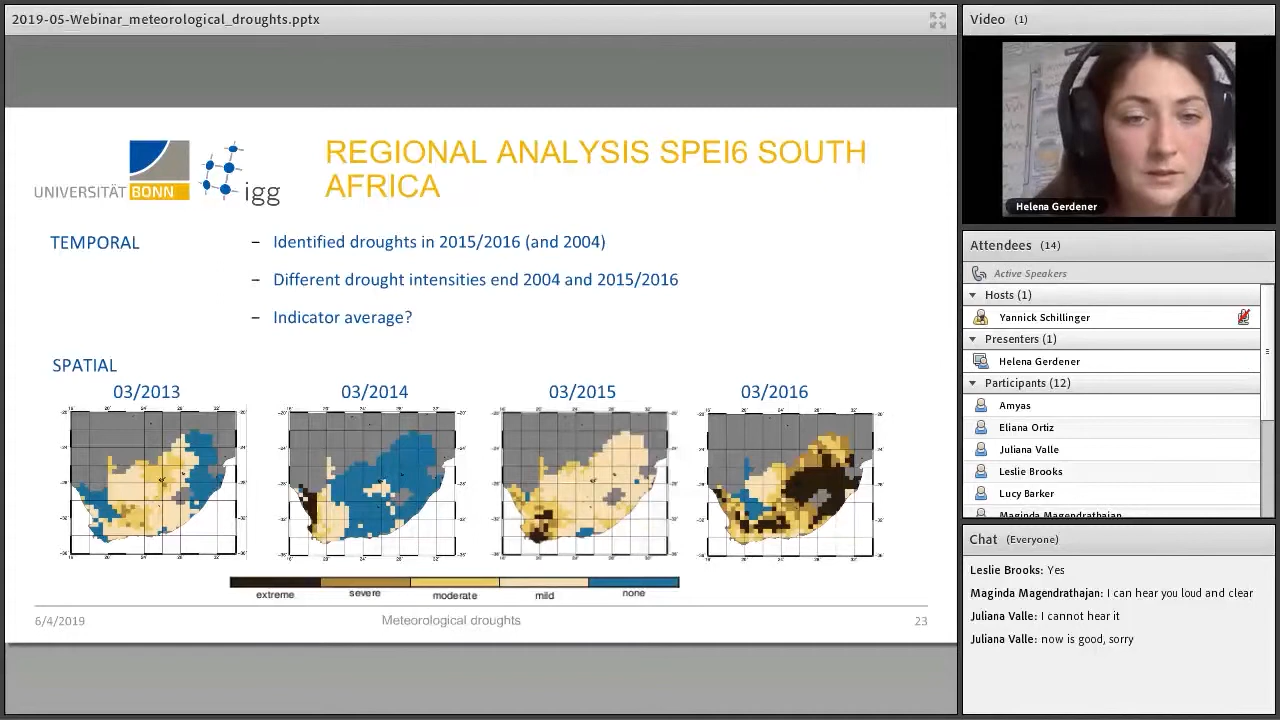 2019-05-Webinar_meteorological_droughts.pptx
UNIVERSITÄT BONN
igg
REGIONAL ANALYSIS SPEI6 SOUTH
AFRICA
TEMPORAL
– Identified droughts in 2015/2016 (and 2004)
– Different drought intensities end 2004 and 2015/2016
– Indicator average?
SPATIAL
03/2013 03/2014 03/2015 03/2016
extreme severe moderate mild none
6/4/2019 Meteorological droughts 23
Video (1)
Helena Gerdener
Attendees (14)
Active Speakers
Hosts (1)
Yannick Schillinger
Presenters (1)
Helena Gerdener
Participants (12)
Amyas
Eliana Ortiz
Juliana Valle
Leslie Brooks
Lucy Barker
Maginda Magendrathajan
Chat (Everyone)
Leslie Brooks: Yes
Maginda Magendrathajan: I can hear you loud and clear
Juliana Valle: I cannot hear it
Juliana Valle: now is good, sorry